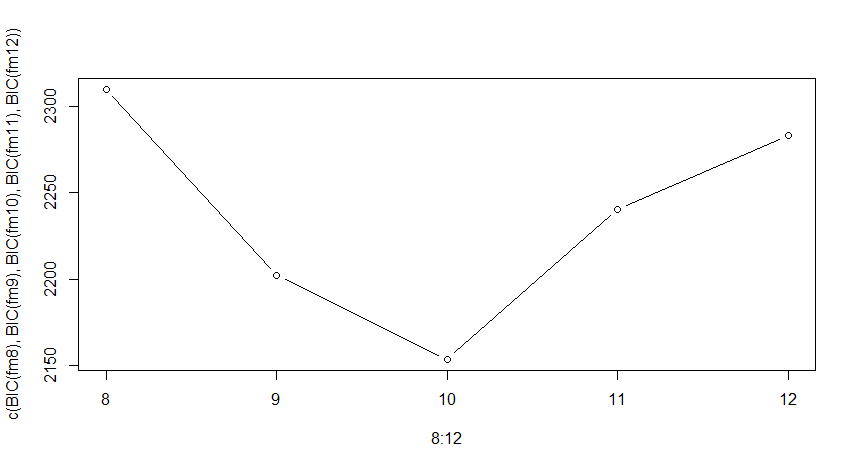 c(BIC(fm8), BIC(fm9), BIC(fm10), BIC(fm11), BIC(fm12))
2300
2250
2200
2150
8 9 10 11 12
8:12